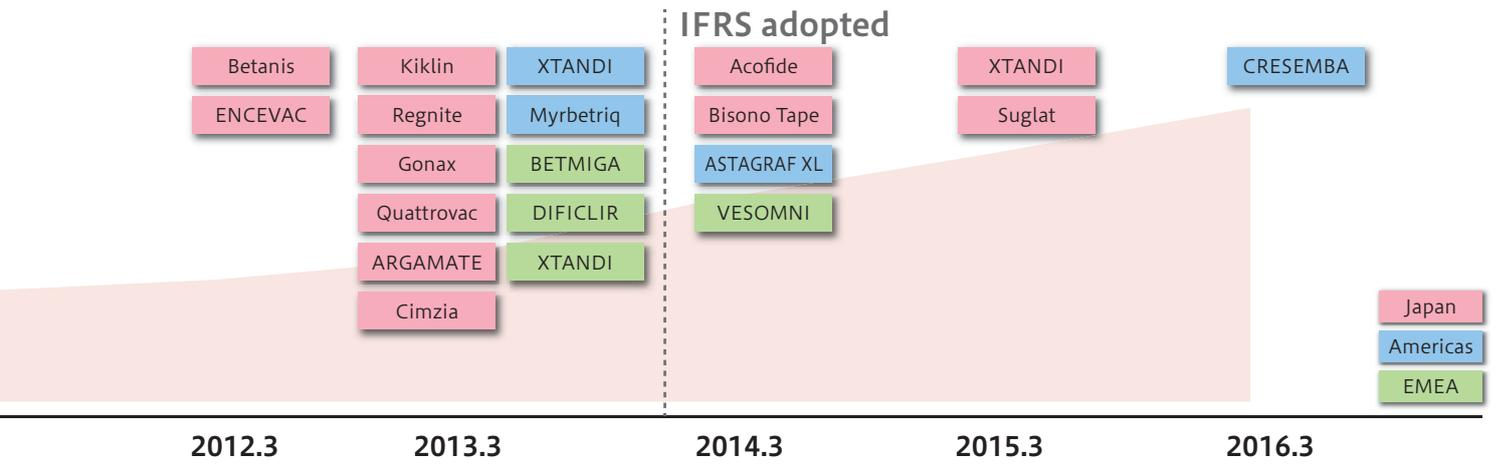 IFRS adopted
Betanis
ENCEVAC
Kiklin
Regnite
Gonax
Quattrovac
ARGAMATE
Cimzia
XTANDI
Myrbetriq
BETMIGA
DIFICLIR
XTANDI
Acofide
Bisono Tape
ASTAGRAF XL
VESOMNI
XTANDI
Suglat
CRESEMBA
Japan
Americas
EMEA
2012.3
2013.3
2014.3
2015.3
2016.3